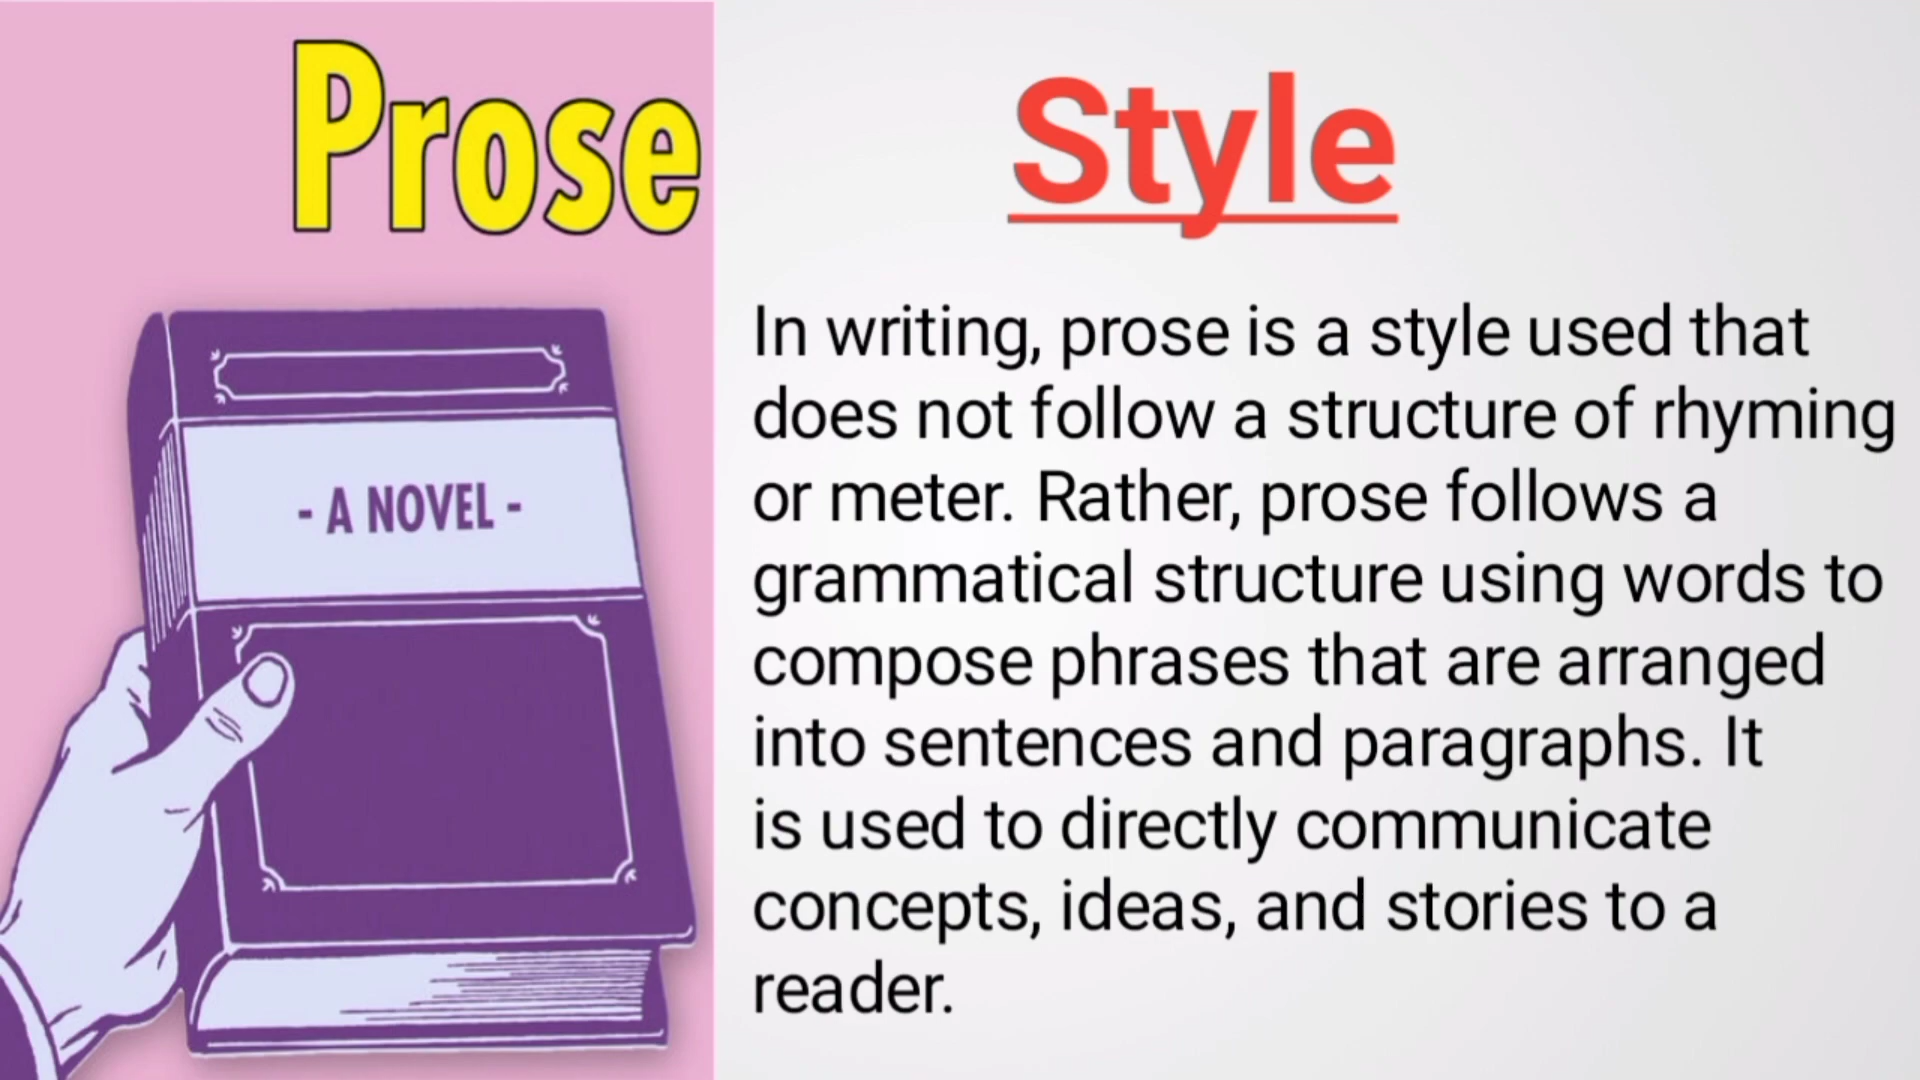 Prose
- A NOVEL -
Style
In writing, prose is a style used that
does not follow a structure of rhyming
or meter. Rather, prose follows a
grammatical structure using words to
compose phrases that are arranged
into sentences and paragraphs. It
is used to directly communicate
concepts, ideas, and stories to a
reader.